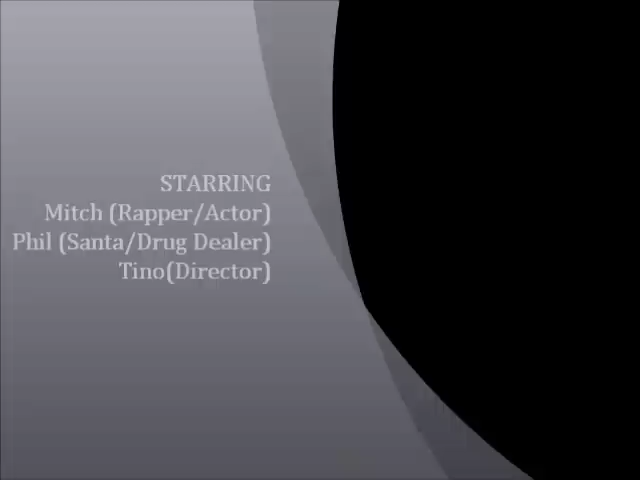 STARRING
Mitch (Rapper/Actor)
Phil (Santa/Drug Dealer)
Tino(Director)